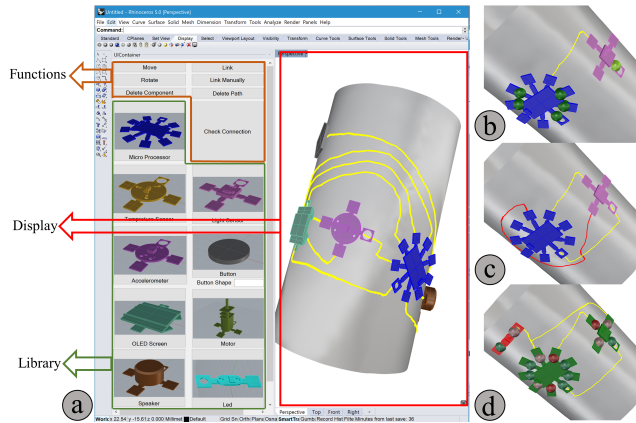 Untitled - Rhinoceros 5.0 [Perspective]
File Edit View Curve Surface Solid Mesh Dimension Transform Tools Analyze Render Panels Help
Command:
Standard CPlanes Set View Display Select Viewport Layout Visibility Transform Curve Tools Surface Tools Solid Tools Mesh Tools Render
UIContainer
Perspective
Functions
Move Link
Rotate Link Manually
Delete Component Delete Path
Check Connection
Micro Processor
Display
Temperature Sensor Light Sensor
Accelerometer
Button
Button Shape
OLED Screen Motor
Library
Speaker Led
Perspective Top Front Right
a
b
c
d